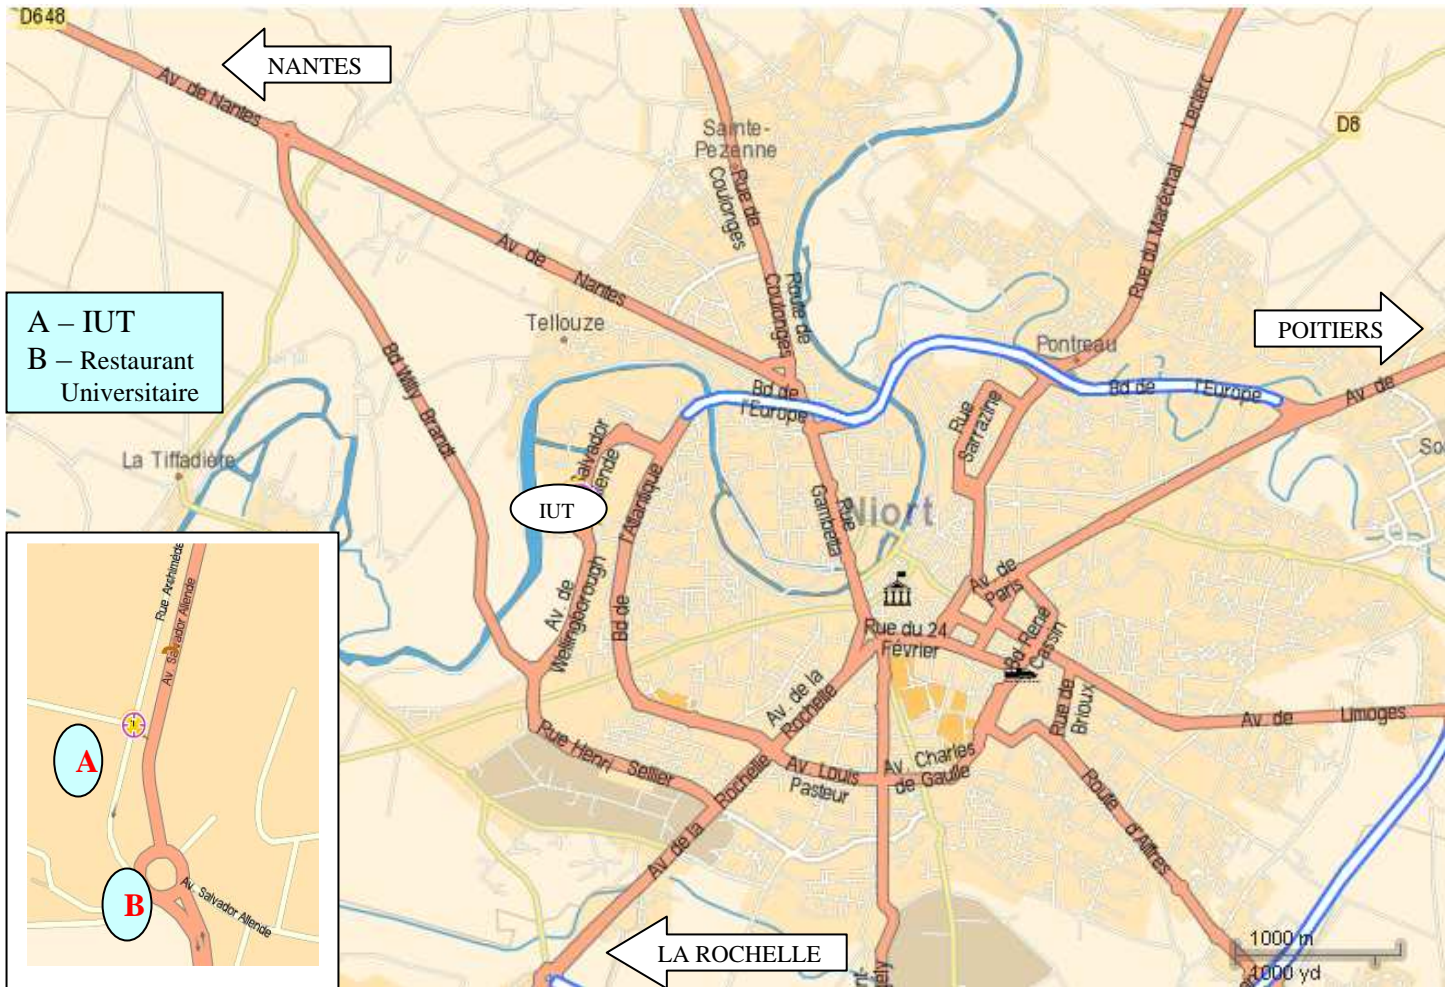 D648
NANTES
Av. de Nantes
Sainte-
Pezenne
Rue de
Coulonges
Rue du Maréchal Leclerc
D8
Av. de Nantes
Coulonges
Route de
A – IUT
B – Restaurant
Universitaire
Tellouze
POITIERS
Pontreau
Bd Willy Brandt
Bd de
l'Europe
Bd de l'Europe
Av. de
Rue
Sarrazine
La Tiffadière
Salvador
IUT
l'Atlantique
Bd de
Rue
Gambetta
Niort
Av. de
Wellingborough
Av. de
Paris
Rue du 24
Février
Bd René
Cassin
Av. de la
Rochelle
Rue de
Brioux
Av. de Limoges
Rue Henri Sellier
Av. Louis
Pasteur
Av. Charles
de Gaulle
Av. de la Rochelle
Route d'Aiffres
LA ROCHELLE
1000 m
1000 yd
Rue Archimède
Av. Salvador Allende
A
B
Av. Salvador Allende